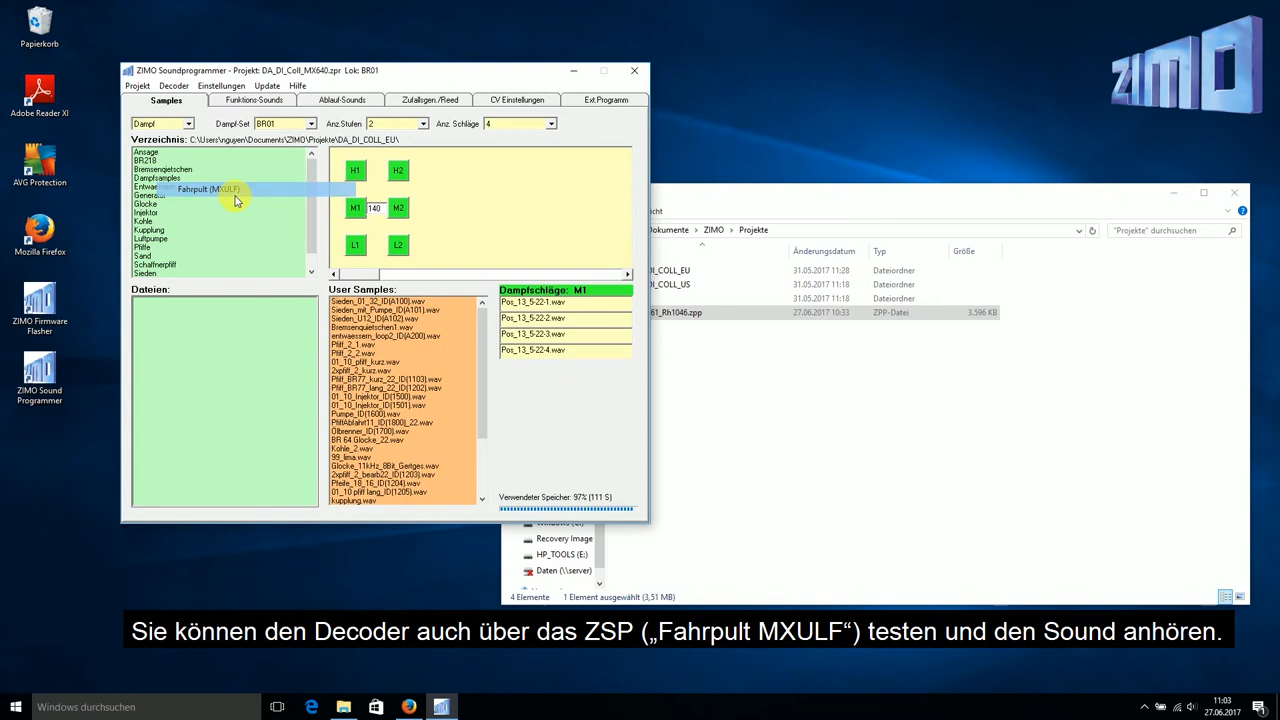 Papierkorb
Adobe Reader XI
AVG Protection
Mozilla Firefox
ZIMO Firmware
Flasher
ZIMO Sound
Programmer
ZIMO
ZIMO Soundprogrammer - Projekt: DA_DI_Coll_MX640.zpr Lok: BR01
Projekt Decoder Einstellungen Update Hilfe
Samples Funktions-Sounds Ablauf-Sounds Zufallsgen./Reed CV Einstellungen Ext.Programm
Dampf Dampf-Set BR01 Anz.Stufen 2 Anz. Schläge 4
Verzeichnis: C:\Users\nguyen\Documents\ZIMO\Projekte\DA_DI_COLL_EU\
Ansage
BR218
Bremsenqietschen
Dampfsamples
Fahrpult (MXULF)
Glocke
Injektor
Kohle
Kupplung
Luftpumpe
Pfiffe
Sand
Schaffnerpfiff
Sieden
H1 H2
M1 140 M2
L1 L2
Dateien:
User Samples:
Sieden_01_32_ID(A100).wav
Sieden_mit_Pumpe_ID(A101).wav
Sieden_U12_ID(A102).wav
Bremsenquietschen1.wav
entwaessern_loop2_ID(A200).wav
Pfiff_2_1.wav
Pfiff_2_2.wav
01_10_pfiff_kurz.wav
2xpfiff_2_kurz.wav
Pfiff_BR77_kurz_22_ID(1103).wav
Pfiff_BR77_lang_22_ID(1202).wav
01_10_Injektor_ID(1500).wav
01_10_Injektor_ID(1501).wav
Pumpe_ID(1600).wav
PfiffAbfahrt11_ID(1800)_22.wav
Ölbrenner_ID(1700).wav
BR 64 Glocke_22.wav
Kohle_2.wav
99_lima.wav
Glocke_11kHz_8Bit_Gertges.wav
2xpfiff_2_bearb22_ID(1203).wav
Pfeife_18_16_ID(1204).wav
01_10 pfiff lang_ID(1205).wav
kupplung.wav
Dampfschläge: M1
Pos_13_5-22-1.wav
Pos_13_5-22-2.wav
Pos_13_5-22-3.wav
Pos_13_5-22-4.wav
Verwendeter Speicher: 97% (111 S)
icht
Dokumente > ZIMO > Projekte
"Projekte" durchsuchen
Änderungsdatum Typ Größe
DI_COLL_EU 31.05.2017 11:28 Dateiordner
DI_COLL_US 31.05.2017 11:28 Dateiordner
31.05.2017 11:28 Dateiordner
61_Rh1046.zpp 27.06.2017 10:33 ZPP-Datei 3.596 KB
Recovery Image
HP_TOOLS (E:)
Daten (\\server)
4 Elemente 1 Element ausgewählt (3,51 MB)
Sie können den Decoder auch über das ZSP („Fahrpult MXULF“) testen und den Sound anhören.
Windows durchsuchen
11:03
27.06.2017